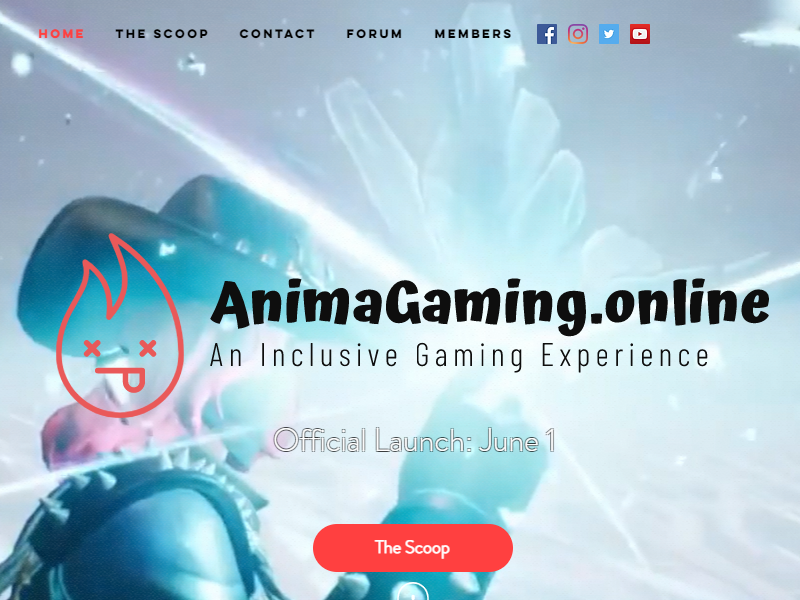 HOME THE SCOOP CONTACT FORUM MEMBERS
AnimaGaming.online
An Inclusive Gaming Experience
Official Launch: June 1
The Scoop